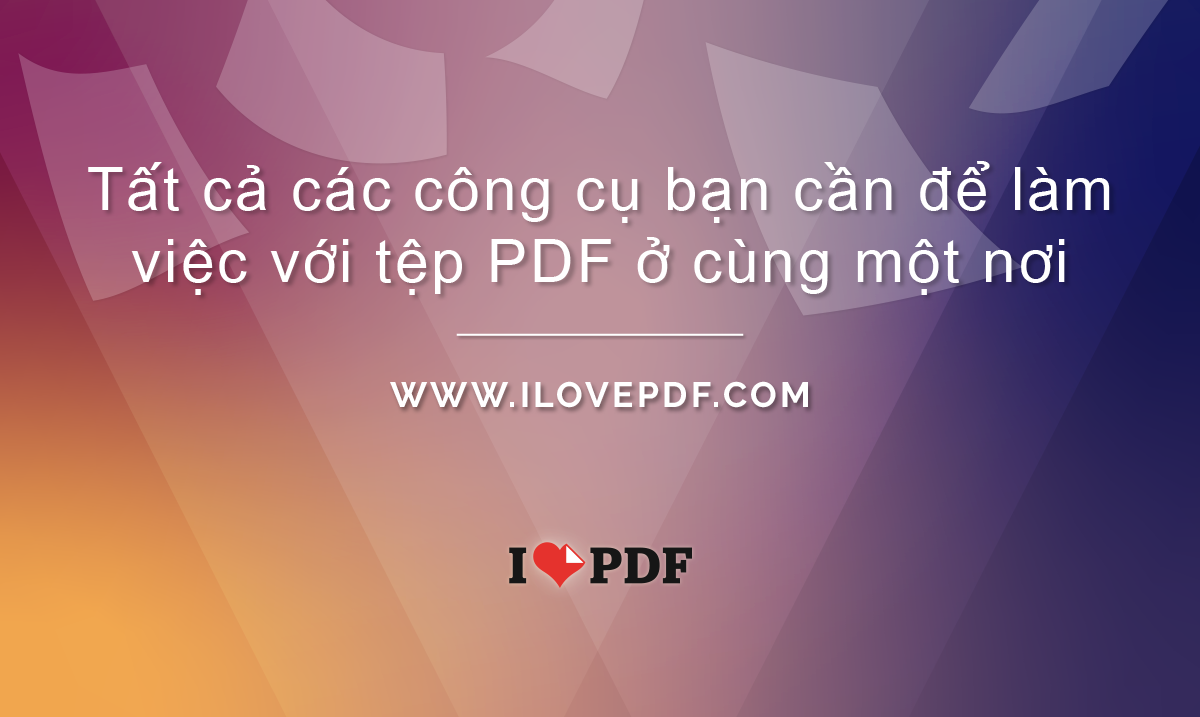 Tất cả các công cụ bạn cần để làm
việc với tệp PDF ở cùng một nơi
WWW.ILOVEPDF.COM
I PDF